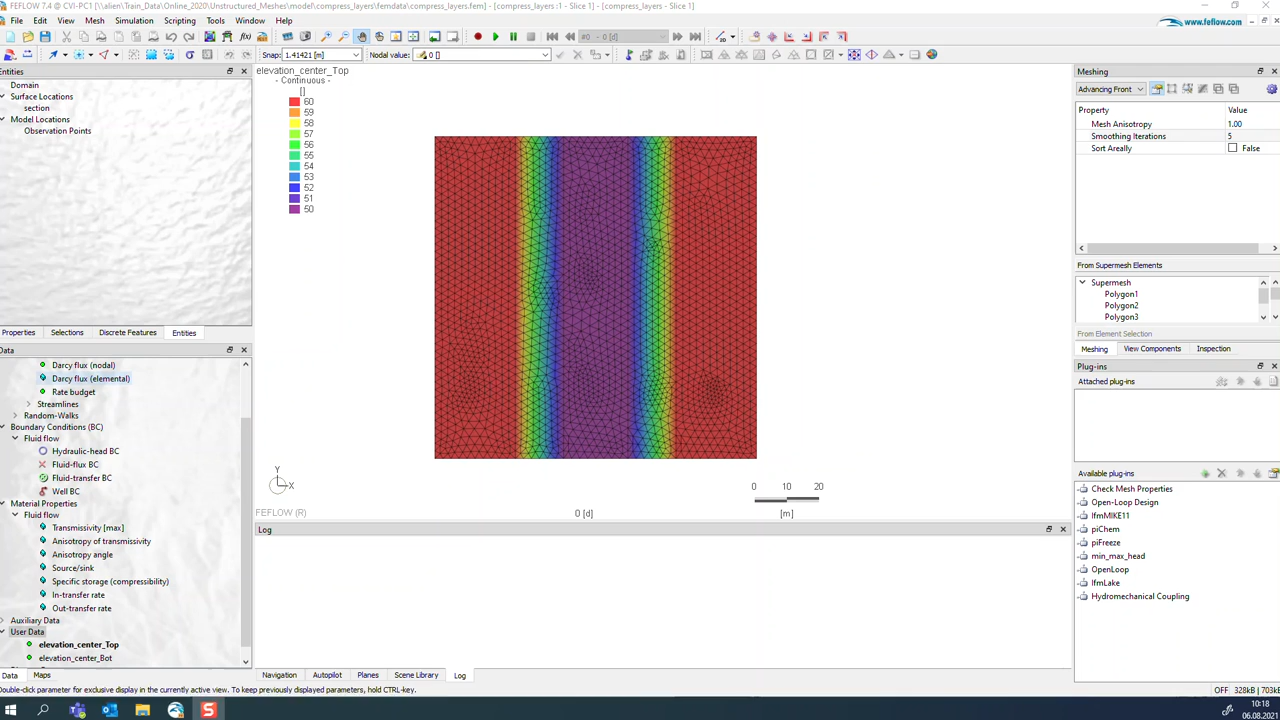 FEFLOW 7.4 @ CVI-PC1 [\\alien\Train_Data\Online_2020\Unstructured_Meshes\model\compress_layers\femdata\compress_layers.fem] - [compress_layers :1 - Slice 1] - [compress_layers - Slice 1]
File Edit View Mesh Simulation Scripting Tools Window Help
www.feflow.com
#0 - 0 [d]
Snap: 1.41421 [m] Nodal value: 0 []
Entities
Domain
Surface Locations
section
Model Locations
Observation Points
Properties Selections Discrete Features Entities
Data
Darcy flux (nodal)
Darcy flux (elemental)
Rate budget
Streamlines
Random-Walks
Boundary Conditions (BC)
Fluid flow
Hydraulic-head BC
Fluid-flux BC
Fluid-transfer BC
Well BC
Material Properties
Fluid flow
Transmissivity [max]
Anisotropy of transmissivity
Anisotropy angle
Source/sink
Specific storage (compressibility)
In-transfer rate
Out-transfer rate
Auxiliary Data
User Data
elevation_center_Top
elevation_center_Bot
Data Maps
elevation_center_Top
- Continuous -
[]
60
59
58
57
56
55
54
53
52
51
50
Y
X
0 10 20
FEFLOW (R) 0 [d] [m]
Log
Navigation Autopilot Planes Scene Library Log
Meshing
Advancing Front
Property Value
Mesh Anisotropy 1.00
Smoothing Iterations 5
Sort Areally False
From Supermesh Elements
Supermesh
Polygon1
Polygon2
Polygon3
From Element Selection
Meshing View Components Inspection
Plug-ins
Attached plug-ins
Available plug-ins
Check Mesh Properties
Open-Loop Design
IfmMIKE11
piChem
piFreeze
min_max_head
OpenLoop
IfmLake
Hydromechanical Coupling
Double-click parameter for exclusive display in the currently active view. To keep previously displayed parameters, hold CTRL-key.
OFF 328kB | 703kB
10:18
06.08.2021